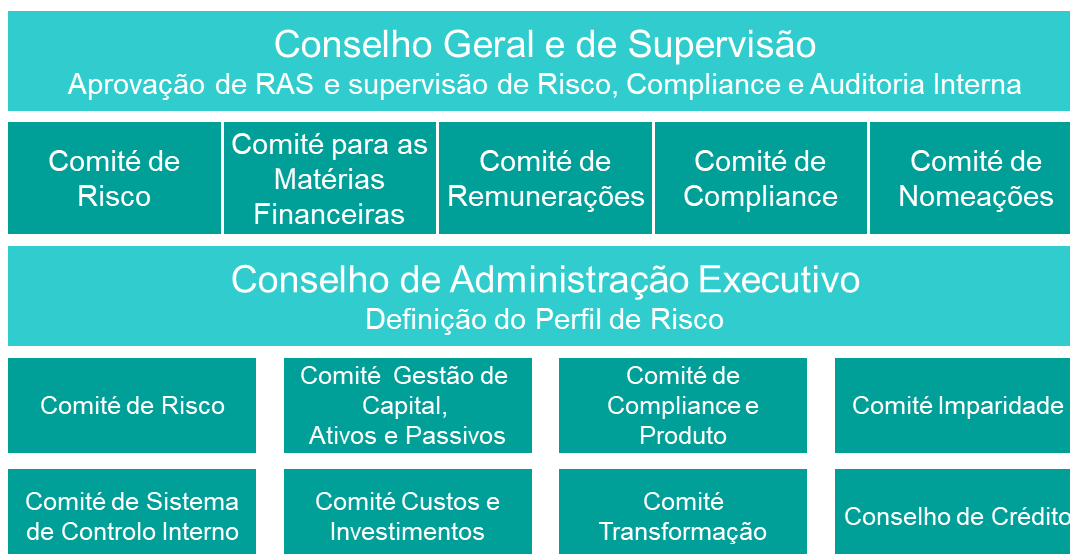 Conselho Geral e de Supervisão
Aprovação de RAS e supervisão de Risco, Compliance e Auditoria Interna
Comité de
Risco
Comité para as
Matérias
Financeiras
Comité de
Remunerações
Comité de
Compliance
Comité de
Nomeações
Conselho de Administração Executivo
Definição do Perfil de Risco
Comité de Risco
Comité Gestão de
Capital,
Ativos e Passivos
Comité de
Compliance e
Produto
Comité Imparidade
Comité de Sistema
de Controlo Interno
Comité Custos e
Investimentos
Comité
Transformação
Conselho de Crédito